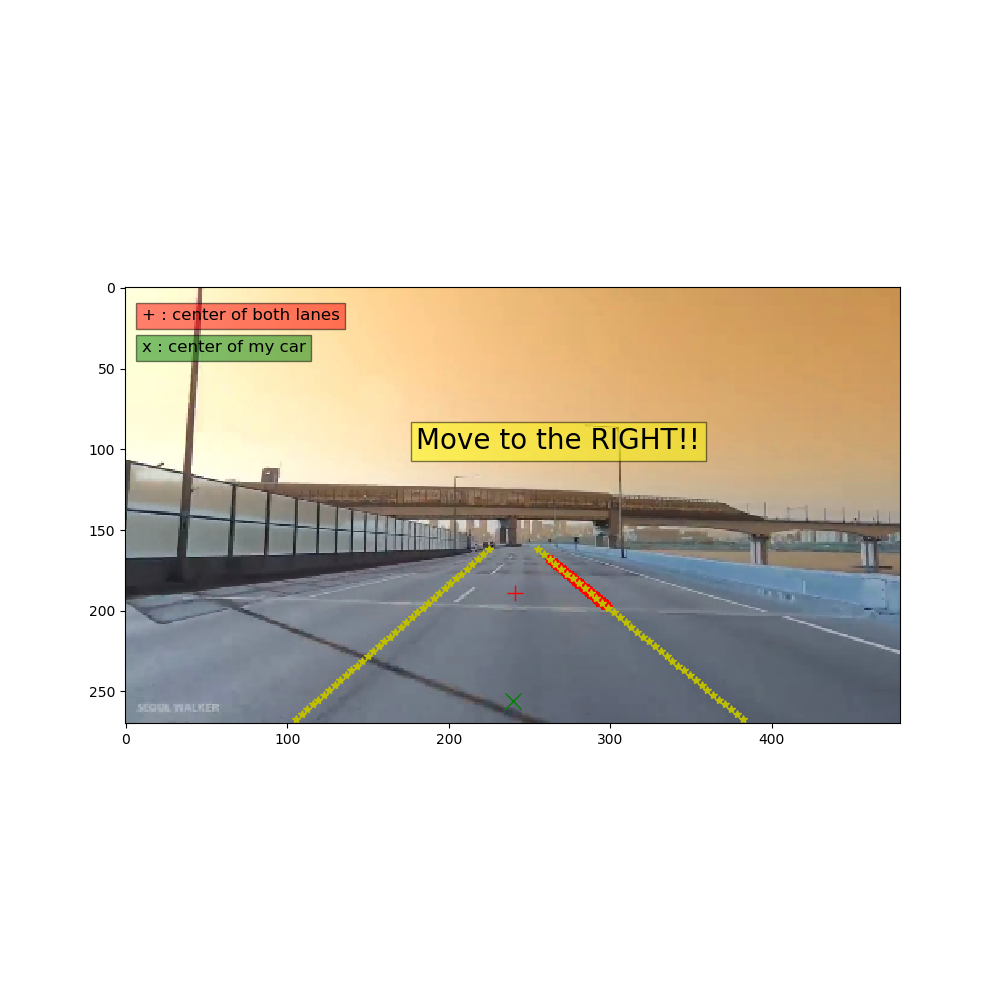 0
50
100
150
200
250
+ : center of both lanes
x : center of my car
Move to the RIGHT!!
SEOUL WALKER
0
100
200
300
400